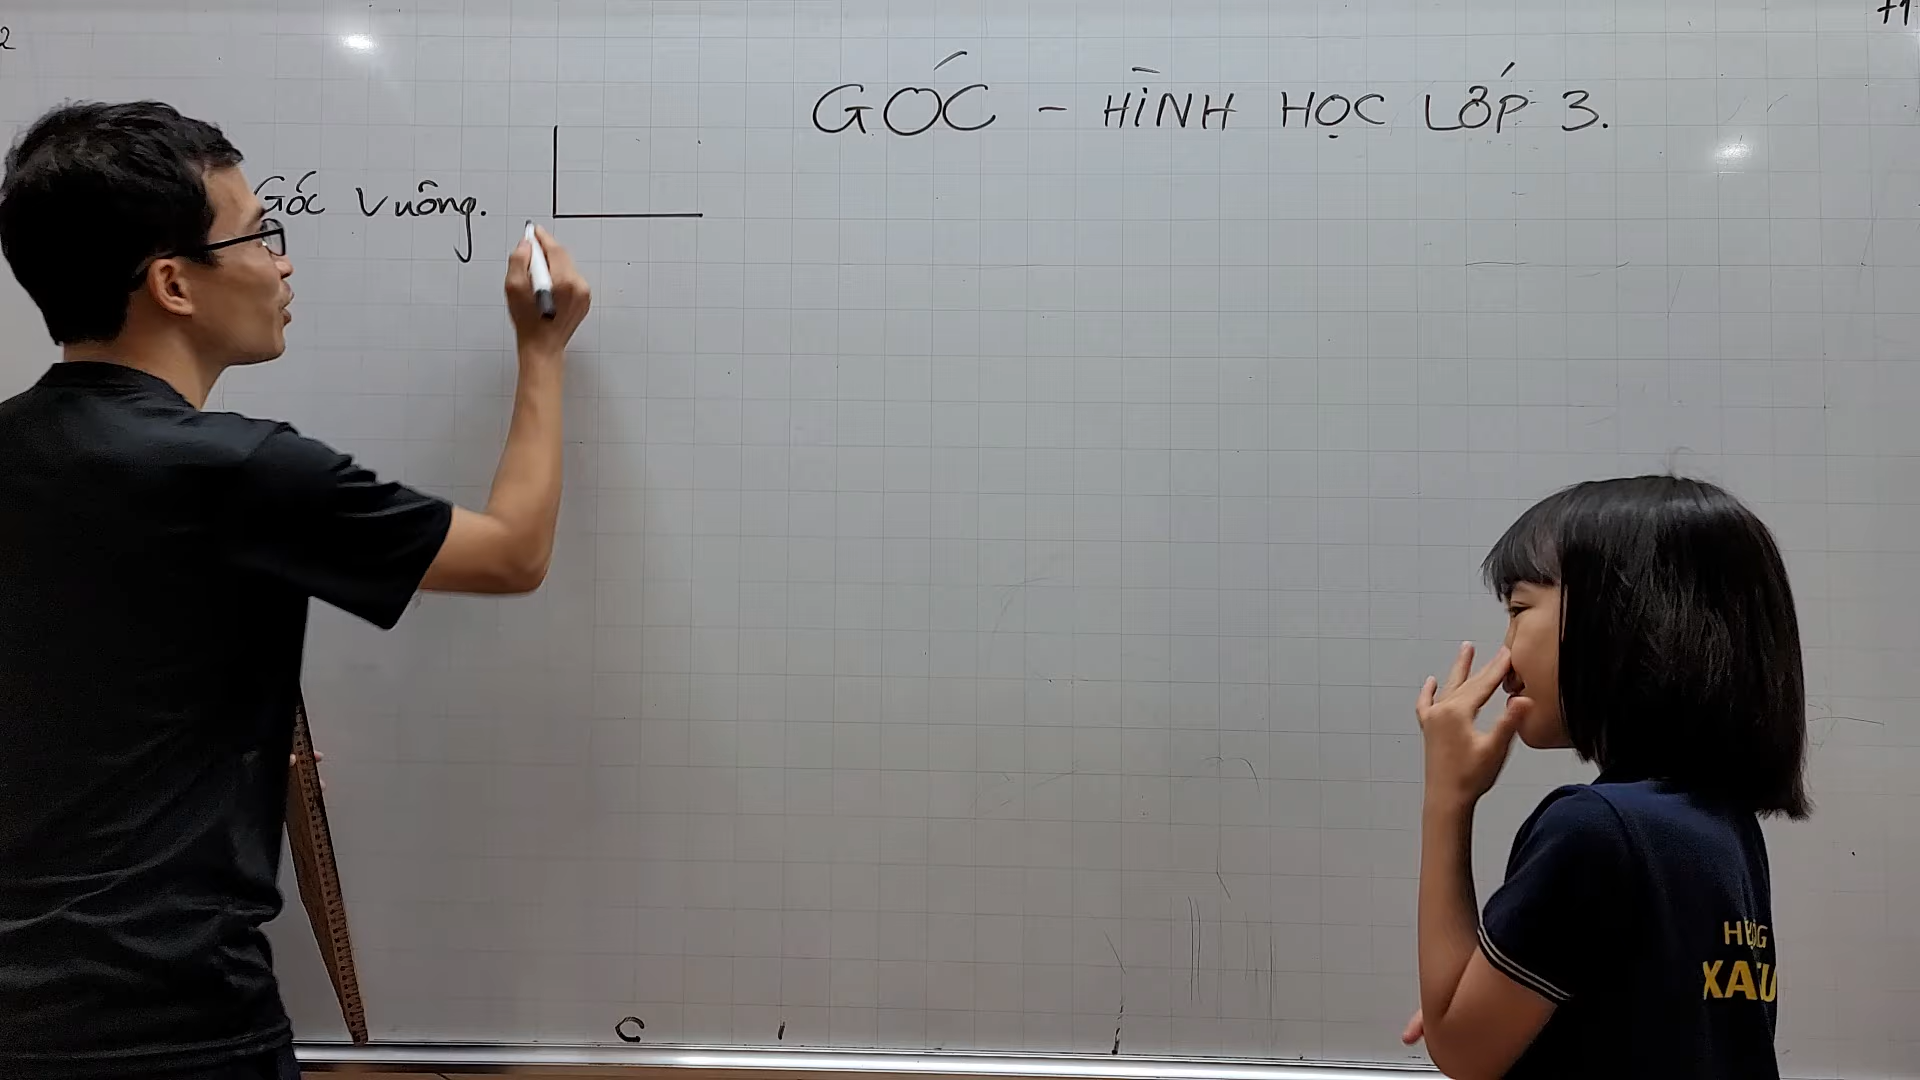 GÓC - HÌNH HỌC LỚP 3.
Góc Vuông.
C